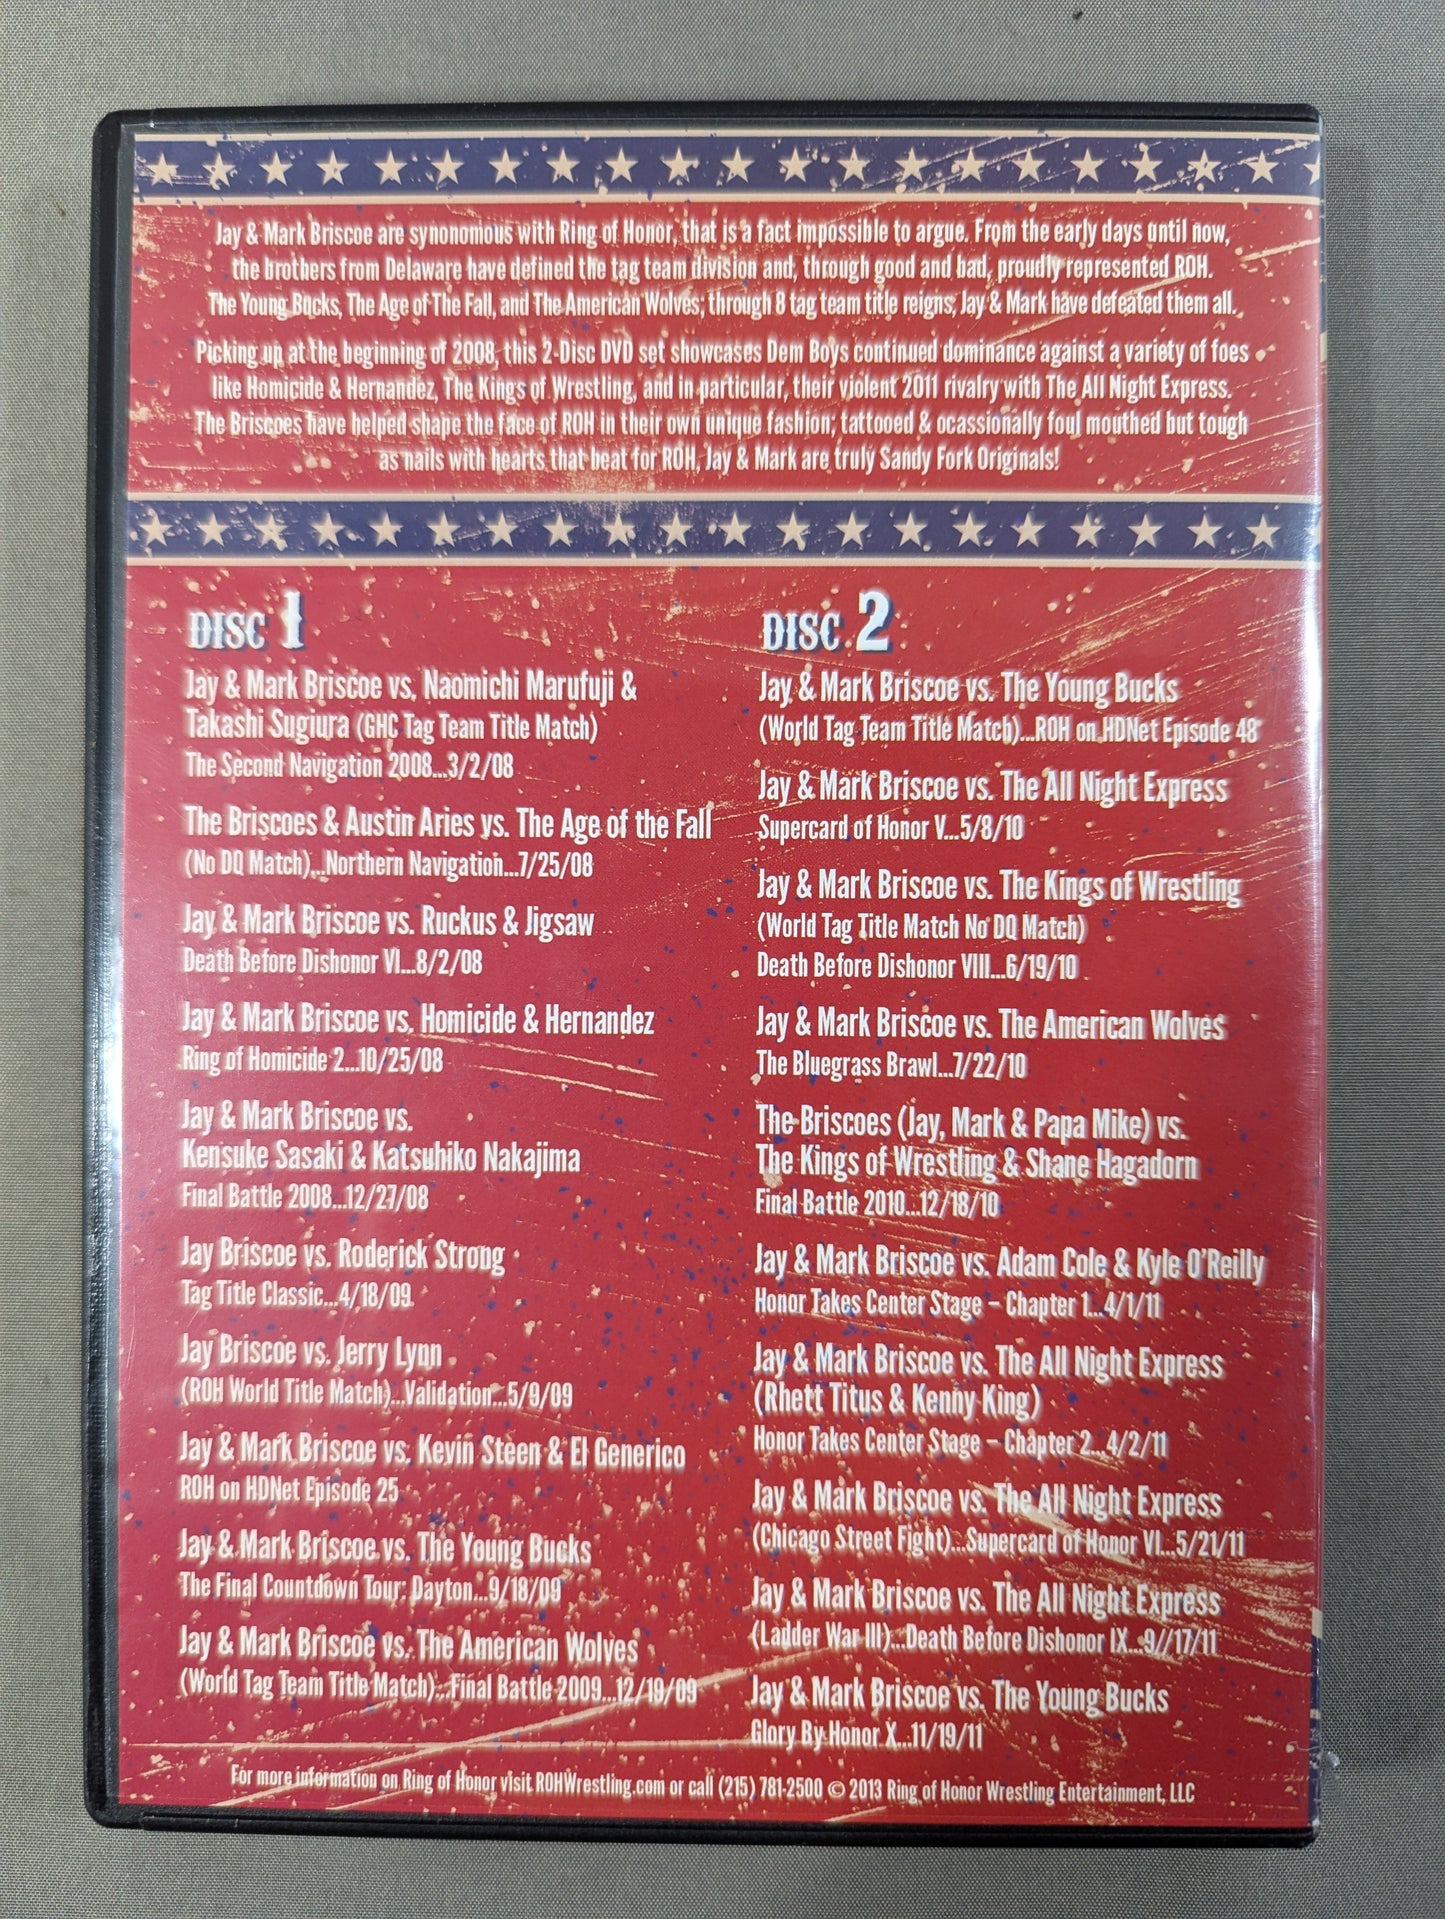 Jay & Mark Briscoe are synonomous with Ring of Honor, that is a fact impossible to argue. From the early days until now,
the brothers from Delaware have defined the tag team division and, through good and bad, proudly represented ROH.
The Young Bucks, The Age of The Fall, and The American Wolves; through 8 tag team title reigns, Jay & Mark have defeated them all.
Picking up at the beginning of 2008, this 2-Disc DVD set showcases Dem Boys continued dominance against a variety of foes
like Homicide & Hernandez, The Kings of Wrestling, and in particular, their violent 2011 rivalry with The All Night Express.
The Briscoes have helped shape the face of ROH in their own unique fashion; tattooed & ocassionally foul mouthed but tough
as nails with hearts that beat for ROH, Jay & Mark are truly Sandy Fork Originals!
DISC 1
Jay & Mark Briscoe vs. Naomichi Marufuji &
Takashi Sugiura (GHC Tag Team Title Match)
The Second Navigation 2008...3/2/08
The Briscoes & Austin Aries vs. The Age of the Fall
(No DQ Match)...Northern Navigation...7/25/08
Jay & Mark Briscoe vs. Ruckus & Jigsaw
Death Before Dishonor VI...8/2/08
Jay & Mark Briscoe vs. Homicide & Hernandez
Ring of Homicide 2...10/25/08
Jay & Mark Briscoe vs.
Kensuke Sasaki & Katsuhiko Nakajima
Final Battle 2008...12/27/08
Jay Briscoe vs. Roderick Strong
Tag Title Classic...4/18/09
Jay Briscoe vs. Jerry Lynn
(ROH World Title Match)...Validation...5/9/09
Jay & Mark Briscoe vs. Kevin Steen & El Generico
ROH on HDNet Episode 25
Jay & Mark Briscoe vs. The Young Bucks
The Final Countdown Tour: Dayton...9/18/09
Jay & Mark Briscoe vs. The American Wolves
(World Tag Team Title Match)...Final Battle 2009...12/19/09
DISC 2
Jay & Mark Briscoe vs. The Young Bucks
(World Tag Team Title Match)...ROH on HDNet Episode 48
Jay & Mark Briscoe vs. The All Night Express
Supercard of Honor V...5/8/10
Jay & Mark Briscoe vs. The Kings of Wrestling
(World Tag Title Match No DQ Match)
Death Before Dishonor VIII...6/19/10
Jay & Mark Briscoe vs. The American Wolves
The Bluegrass Brawl...7/22/10
The Briscoes (Jay, Mark & Papa Mike) vs.
The Kings of Wrestling & Shane Hagadorn
Final Battle 2010...12/18/10
Jay & Mark Briscoe vs. Adam Cole & Kyle O'Reilly
Honor Takes Center Stage – Chapter 1...4/1/11
Jay & Mark Briscoe vs. The All Night Express
(Rhett Titus & Kenny King)
Honor Takes Center Stage – Chapter 2...4/2/11
Jay & Mark Briscoe vs. The All Night Express
(Chicago Street Fight)...Supercard of Honor VI...5/21/11
Jay & Mark Briscoe vs. The All Night Express
(Ladder War III)...Death Before Dishonor IX...9//17/11
Jay & Mark Briscoe vs. The Young Bucks
Glory By Honor X...11/19/11
For more information on Ring of Honor visit ROHWrestling.com or call (215) 781-2500 © 2013 Ring of Honor Wrestling Entertainment, LLC